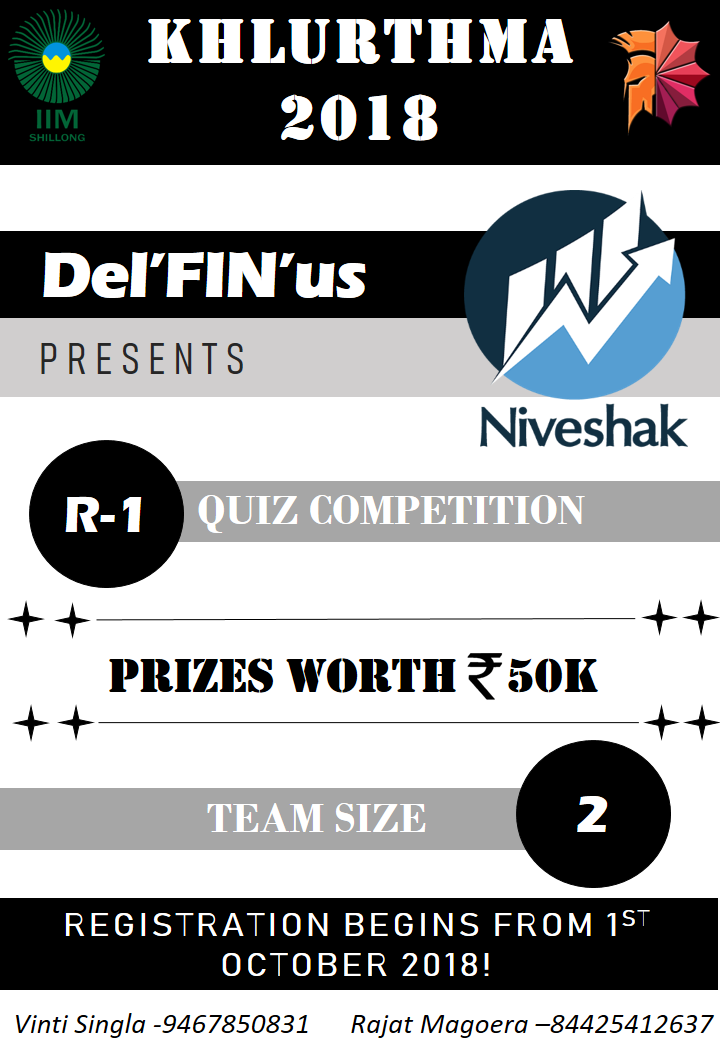 KHLURTHMA
2018
IIM
SHILLONG
Del'FIN'us
PRESENTS
Niveshak
R-1 QUIZ COMPETITION
PRIZES WORTH ₹50K
TEAM SIZE 2
REGISTRATION BEGINS FROM 1ST
OCTOBER 2018!
Vinti Singla -9467850831 Rajat Magoera –84425412637